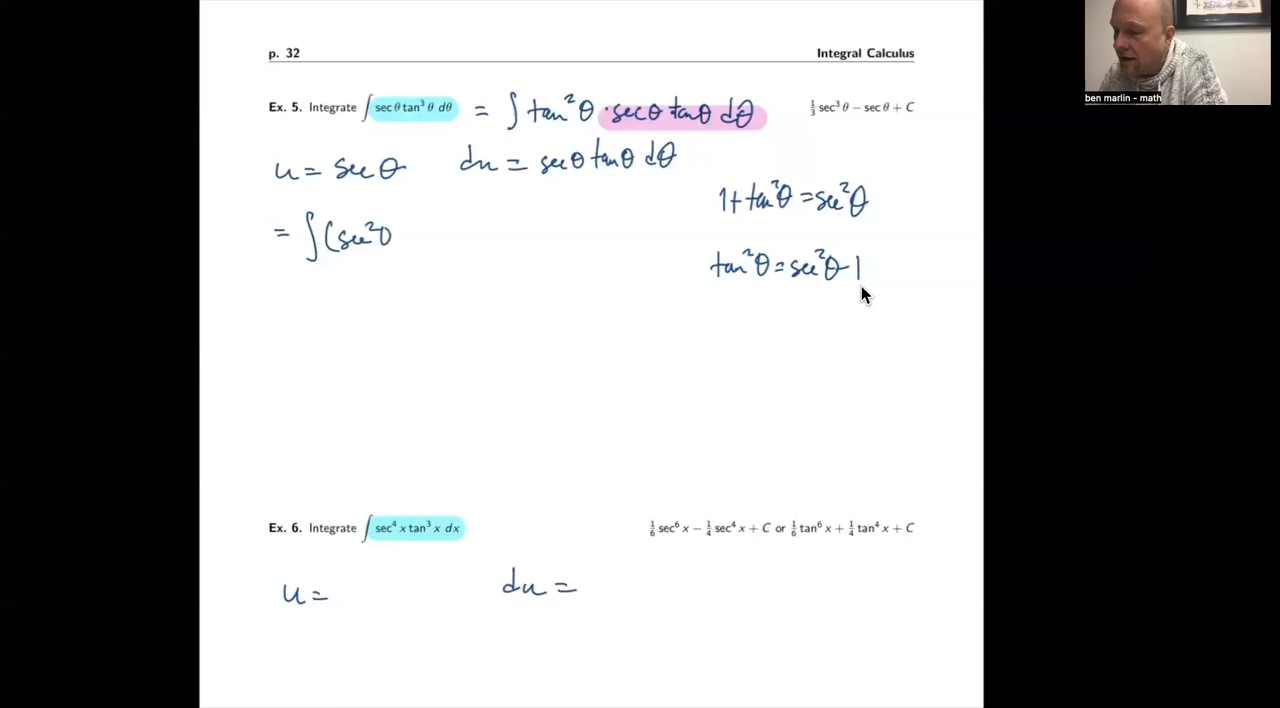 p. 32 Integral Calculus
ben marlin - math
Ex. 5. Integrate ∫ sec θ tan³ θ dθ = ∫ tan²θ · secθ tanθ dθ ⅓ sec³ θ − sec θ + C
u = sec θ du = secθ tanθ dθ
1 + tan²θ = sec²θ
= ∫ (sec²θ
tan²θ = sec²θ - 1
Ex. 6. Integrate ∫ sec⁴ x tan³ x dx ⅙ sec⁶ x − ¼ sec⁴ x + C or ⅙ tan⁶ x + ¼ tan⁴ x + C
u = du =